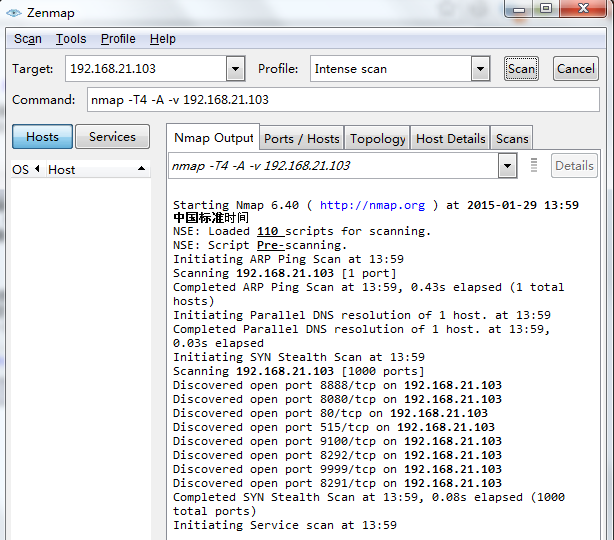 Zenmap
Scan Tools Profile Help
Target: 192.168.21.103 Profile: Intense scan Scan Cancel
Command: nmap -T4 -A -v 192.168.21.103
Hosts Services
Nmap Output Ports / Hosts Topology Host Details Scans
OS Host
nmap -T4 -A -v 192.168.21.103 Details
Starting Nmap 6.40 ( http://nmap.org ) at 2015-01-29 13:59
中国标准时间
NSE: Loaded 110 scripts for scanning.
NSE: Script Pre-scanning.
Initiating ARP Ping Scan at 13:59
Scanning 192.168.21.103 [1 port]
Completed ARP Ping Scan at 13:59, 0.43s elapsed (1 total
hosts)
Initiating Parallel DNS resolution of 1 host. at 13:59
Completed Parallel DNS resolution of 1 host. at 13:59,
0.03s elapsed
Initiating SYN Stealth Scan at 13:59
Scanning 192.168.21.103 [1000 ports]
Discovered open port 8888/tcp on 192.168.21.103
Discovered open port 8080/tcp on 192.168.21.103
Discovered open port 80/tcp on 192.168.21.103
Discovered open port 515/tcp on 192.168.21.103
Discovered open port 9100/tcp on 192.168.21.103
Discovered open port 8292/tcp on 192.168.21.103
Discovered open port 9999/tcp on 192.168.21.103
Discovered open port 8291/tcp on 192.168.21.103
Completed SYN Stealth Scan at 13:59, 0.08s elapsed (1000
total ports)
Initiating Service scan at 13:59